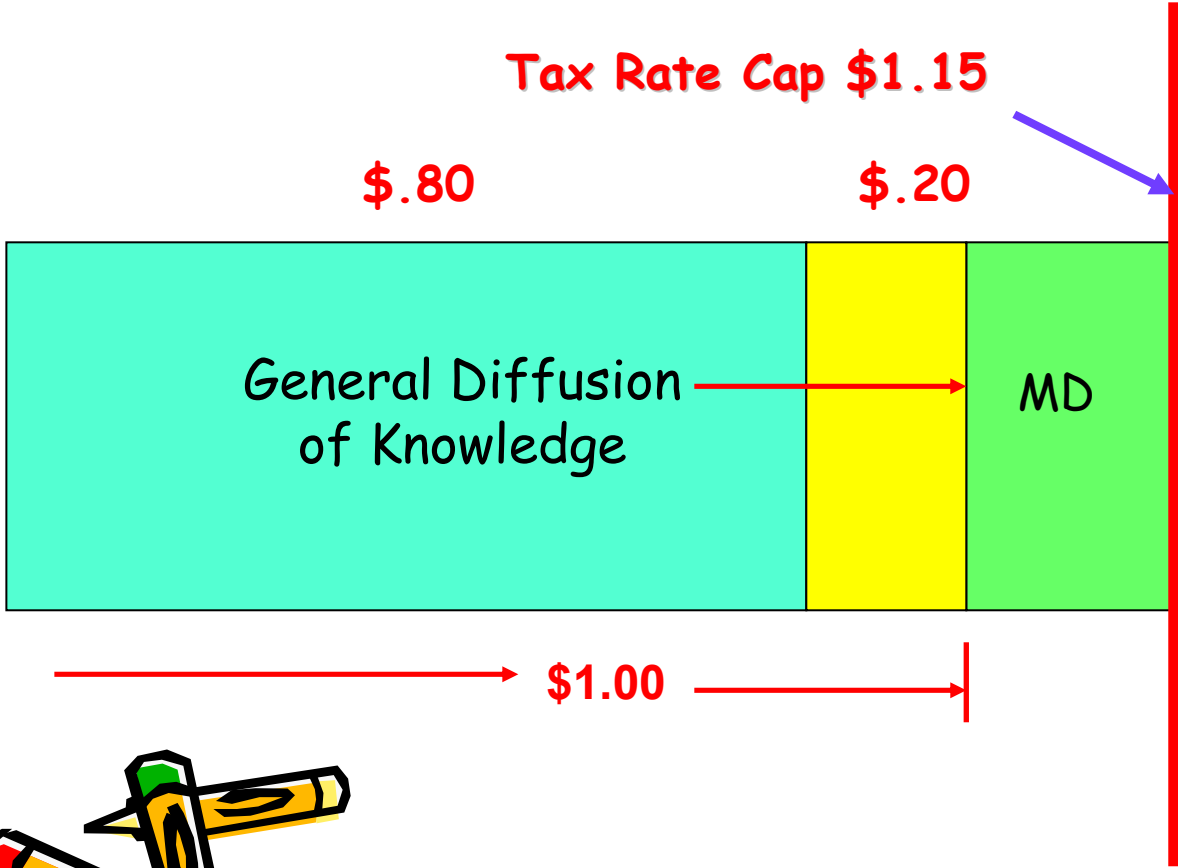 Tax Rate Cap $1.15
$.80
$.20
General Diffusion
of Knowledge
MD
$1.00